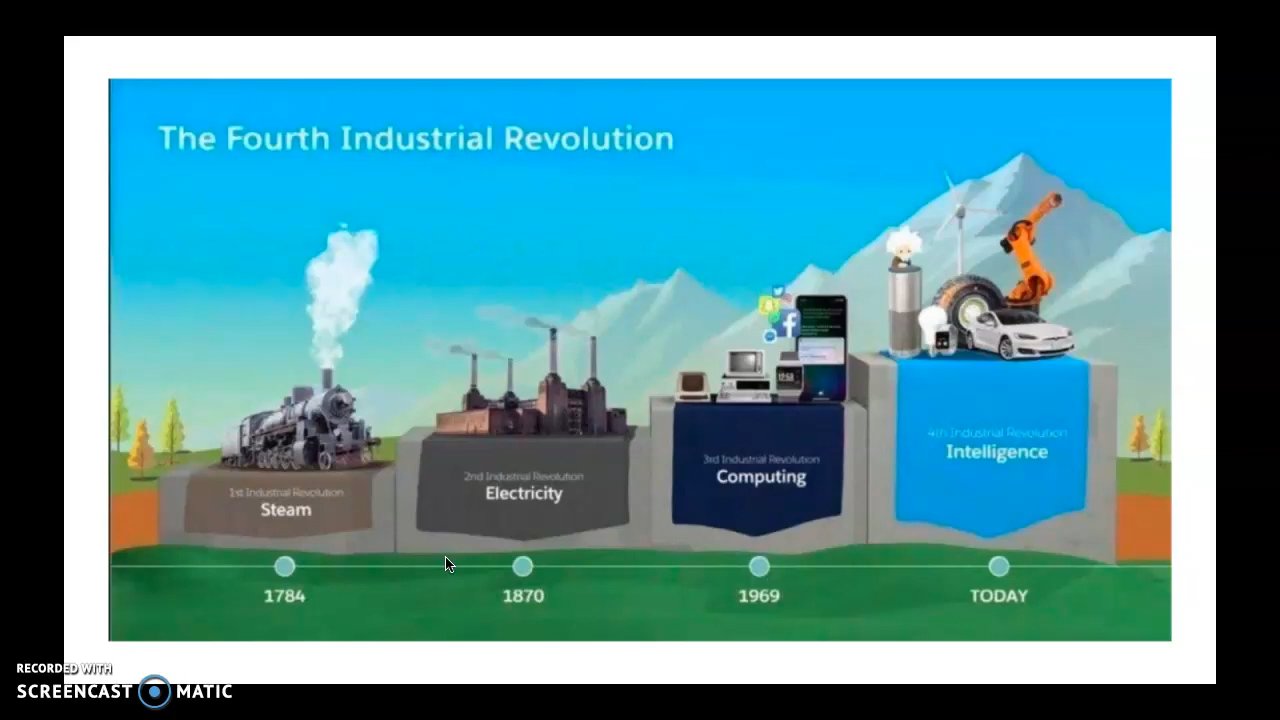 The Fourth Industrial Revolution
4th Industrial Revolution
Intelligence
3rd Industrial Revolution
Computing
2nd Industrial Revolution
Electricity
1st Industrial Revolution
Steam
1784
1870
1969
TODAY
RECORDED WITH
SCREENCAST MATIC